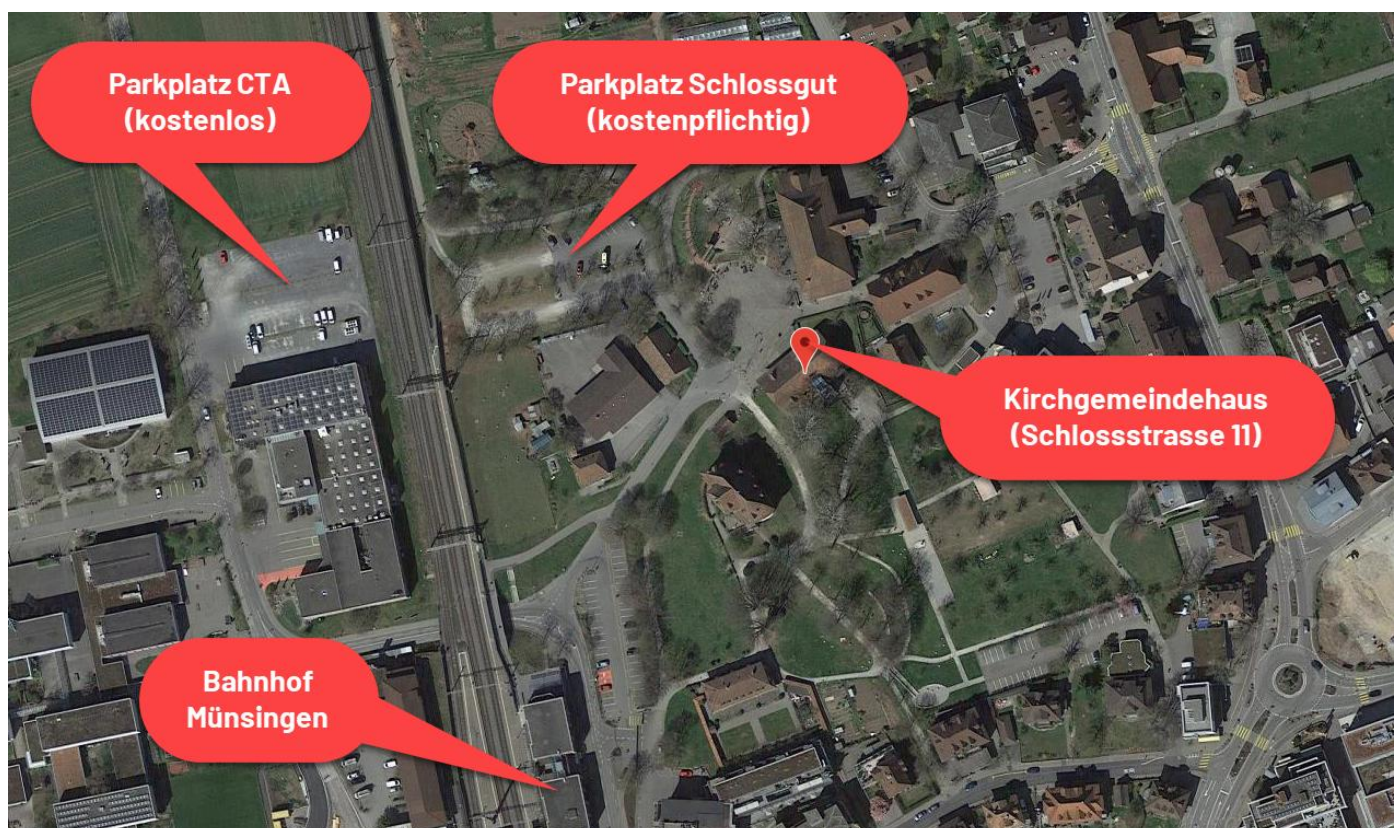 Parkplatz CTA
(kostenlos)
Parkplatz Schlossgut
(kostenpflichtig)
Kirchgemeindehaus
(Schlossstrasse 11)
Bahnhof
Münsingen